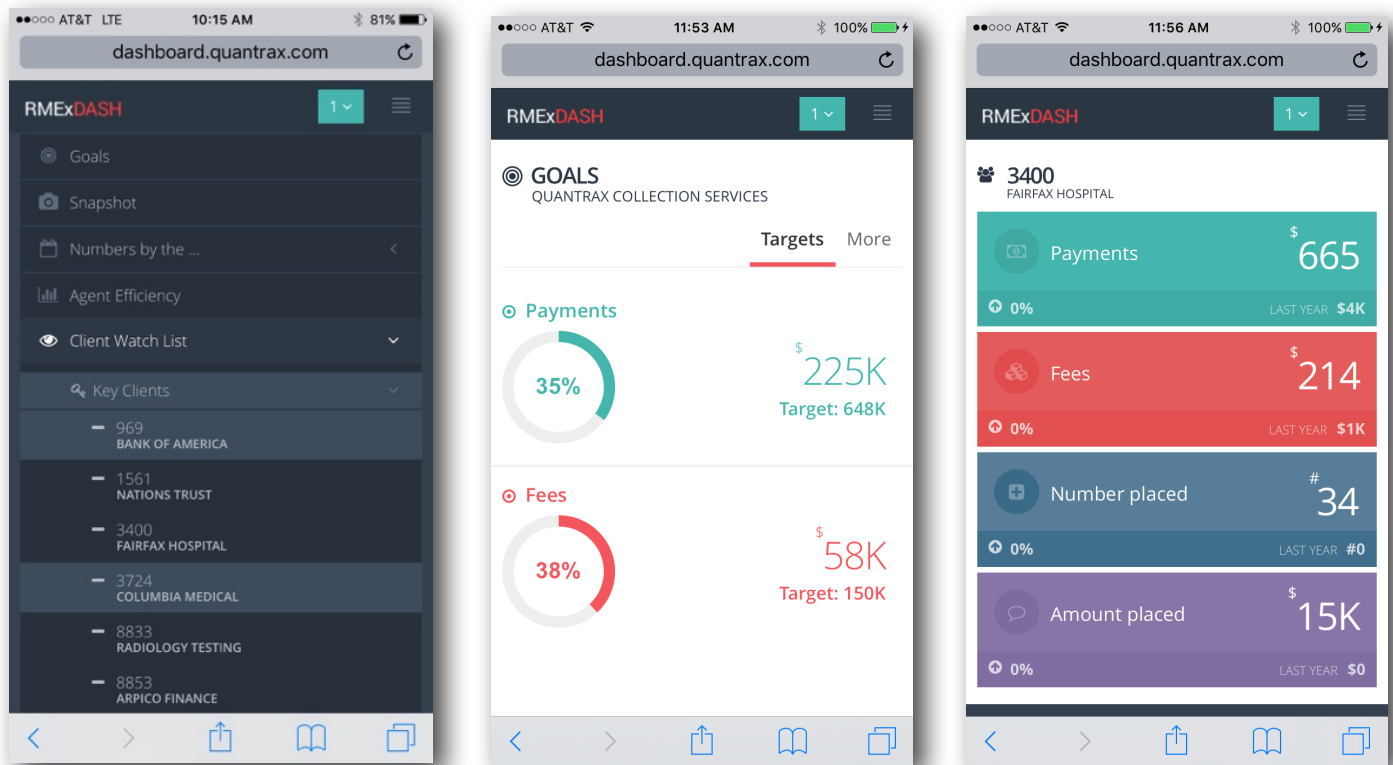 AT&T LTE 10:15 AM 81%
dashboard.quantrax.com
RMExDASH 1
Goals
Snapshot
Numbers by the ...
Agent Efficiency
Client Watch List
Key Clients
969
BANK OF AMERICA
1561
NATIONS TRUST
3400
FAIRFAX HOSPITAL
3724
COLUMBIA MEDICAL
8833
RADIOLOGY TESTING
8853
ARPICO FINANCE
AT&T 11:53 AM 100%
dashboard.quantrax.com
RMExDASH 1
GOALS
QUANTRAX COLLECTION SERVICES
Targets More
Payments
35%
$225K
Target: 648K
Fees
38%
$58K
Target: 150K
AT&T 11:56 AM 100%
dashboard.quantrax.com
RMExDASH 1
3400
FAIRFAX HOSPITAL
Payments $665
0% LAST YEAR $4K
Fees $214
0% LAST YEAR $1K
Number placed #34
0% LAST YEAR #0
Amount placed $15K
0% LAST YEAR $0